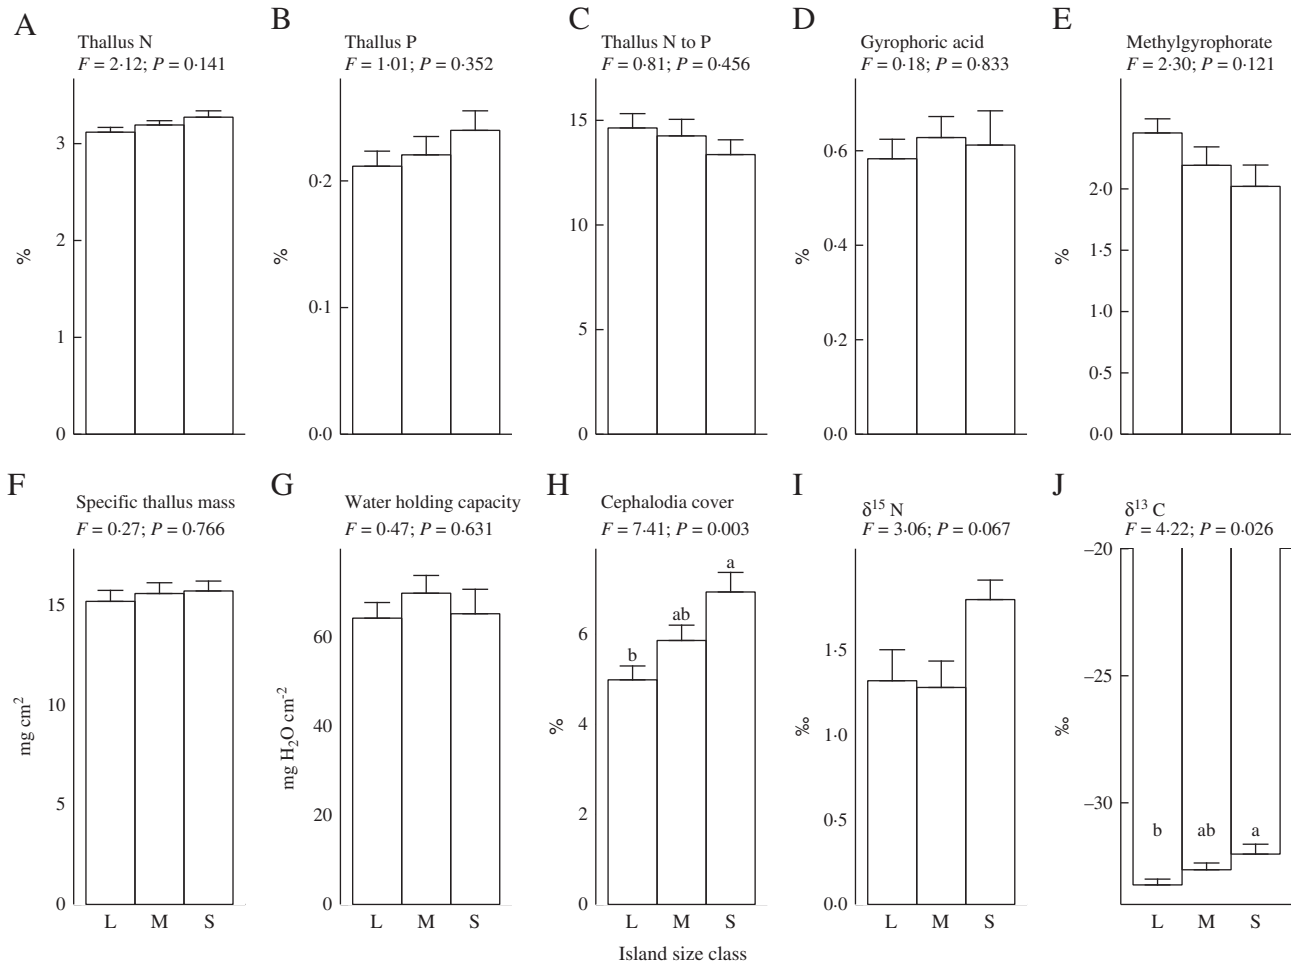 A
Thallus N
F = 2·12; P = 0·141
%
3
2
1
0
B
Thallus P
F = 1·01; P = 0·352
%
0·2
0·1
0·0
C
Thallus N to P
F = 0·81; P = 0·456
15
10
5
0
D
Gyrophoric acid
F = 0·18; P = 0·833
%
0·6
0·4
0·2
0·0
E
Methylgyrophorate
F = 2·30; P = 0·121
%
2·0
1·5
1·0
0·5
0·0
F
Specific thallus mass
F = 0·27; P = 0·766
mg cm²
15
10
5
0
L M S
G
Water holding capacity
F = 0·47; P = 0·631
mg H₂O cm⁻²
60
40
20
0
L M S
H
Cephalodia cover
F = 7·41; P = 0·003
%
6
4
2
0
b ab a
L M S
I
δ¹⁵ N
F = 3·06; P = 0·067
‰
1·5
1·0
0·5
0·0
L M S
J
δ¹³ C
F = 4·22; P = 0·026
‰
–20
–25
–30
b ab a
L M S
Island size class